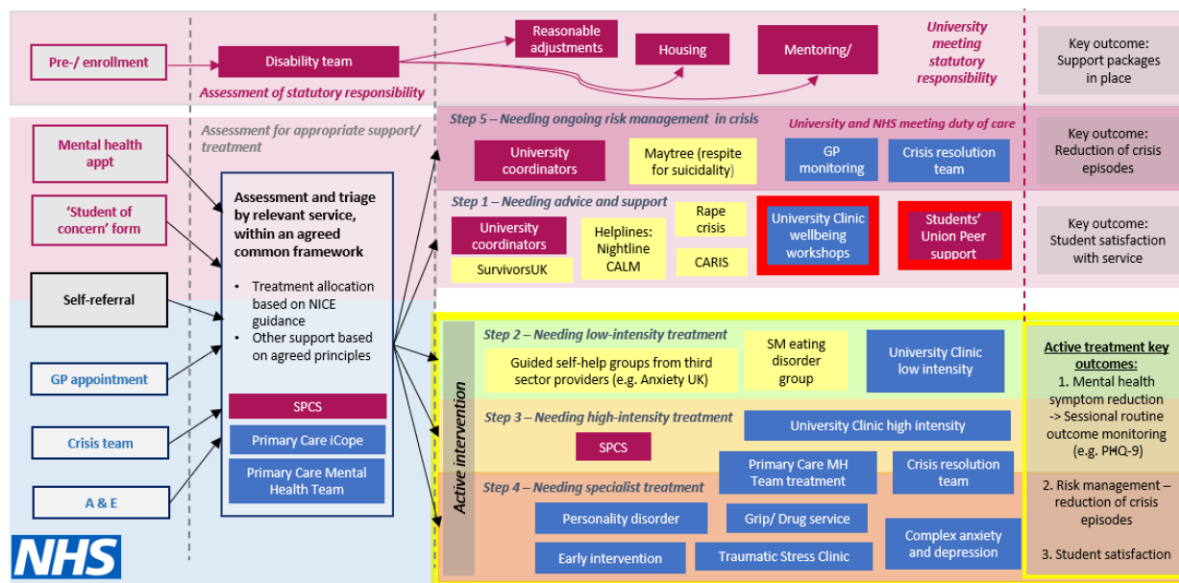 Pre-/ enrollment
Disability team
Assessment of statutory responsibility
Reasonable
adjustments
Housing
Mentoring/
University
meeting
statutory
responsibility
Key outcome:
Support packages
in place
Mental health
appt
'Student of
concern' form
Self-referral
GP appointment
Crisis team
A & E
NHS
Assessment for appropriate support/
treatment
Assessment and triage
by relevant service,
within an agreed
common framework
• Treatment allocation
based on NICE
guidance
• Other support based
on agreed principles
SPCS
Primary Care iCope
Primary Care Mental
Health Team
Step 5 – Needing ongoing risk management in crisis
University and NHS meeting duty of care
University
coordinators
Maytree (respite
for suicidality)
GP
monitoring
Crisis resolution
team
Key outcome:
Reduction of crisis
episodes
Step 1 – Needing advice and support
University
coordinators
SurvivorsUK
Helplines:
Nightline
CALM
Rape
crisis
CARIS
University Clinic
wellbeing
workshops
Students'
Union Peer
support
Key outcome:
Student satisfaction
with service
Active intervention
Step 2 – Needing low-intensity treatment
Guided self-help groups from third
sector providers (e.g. Anxiety UK)
SM eating
disorder
group
University Clinic
low intensity
Step 3 – Needing high-intensity treatment
SPCS
University Clinic high intensity
Primary Care MH
Team treatment
Crisis resolution
team
Step 4 – Needing specialist treatment
Personality disorder
Grip/ Drug service
Complex anxiety
and depression
Early intervention
Traumatic Stress Clinic
Active treatment key
outcomes:
1. Mental health
symptom reduction
-> Sessional routine
outcome monitoring
(e.g. PHQ-9)
2. Risk management –
reduction of crisis
episodes
3. Student satisfaction